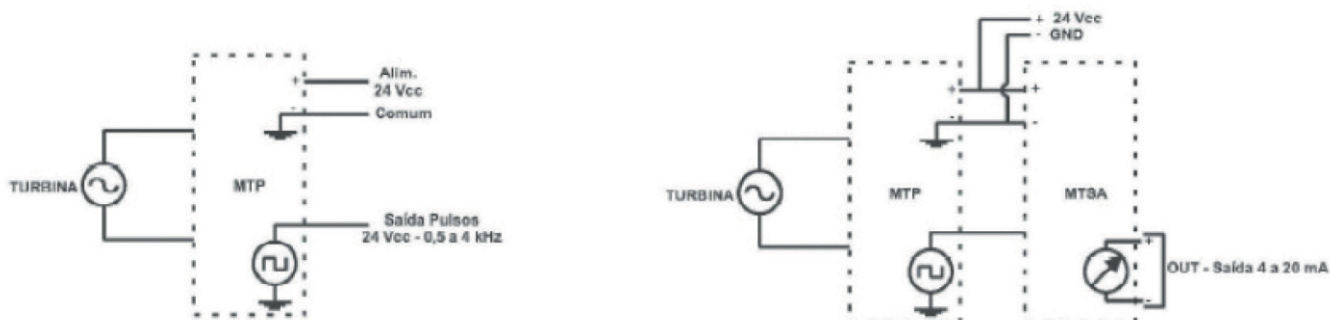 +
Alim.
24 Vcc
-
Comum
TURBINA
MTP
Saída Pulsos
24 Vcc - 0,5 a 4 kHz
+ 24 Vcc
- GND
+
+
-
-
TURBINA
MTP
MTSA
+
OUT - Saída 4 a 20 mA
-